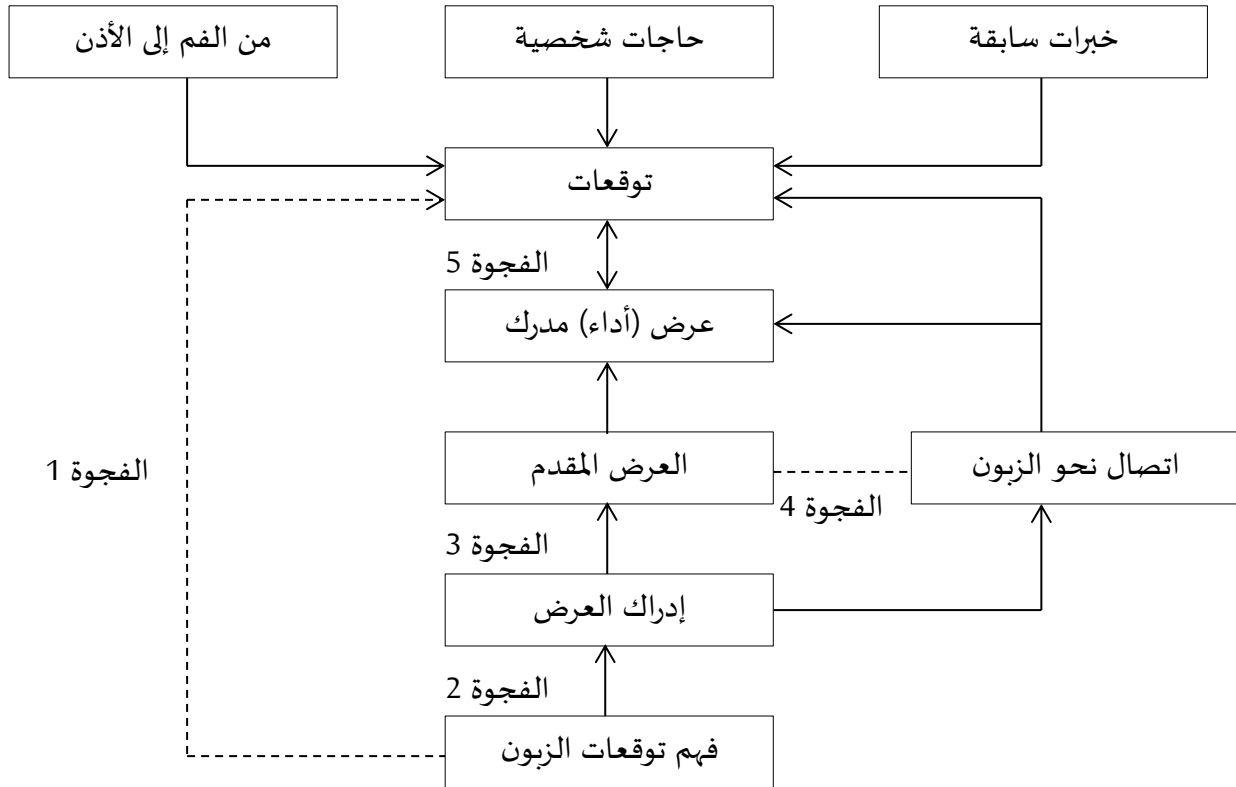 خبرات سابقة
حاجات شخصية
من الفم إلى الأذن
توقعات
الفجوة 5
عرض (أداء) مدرك
اتصال نحو الزبون
العرض المقدم
الفجوة 1
الفجوة 4
الفجوة 3
إدراك العرض
الفجوة 2
فهم توقعات الزبون